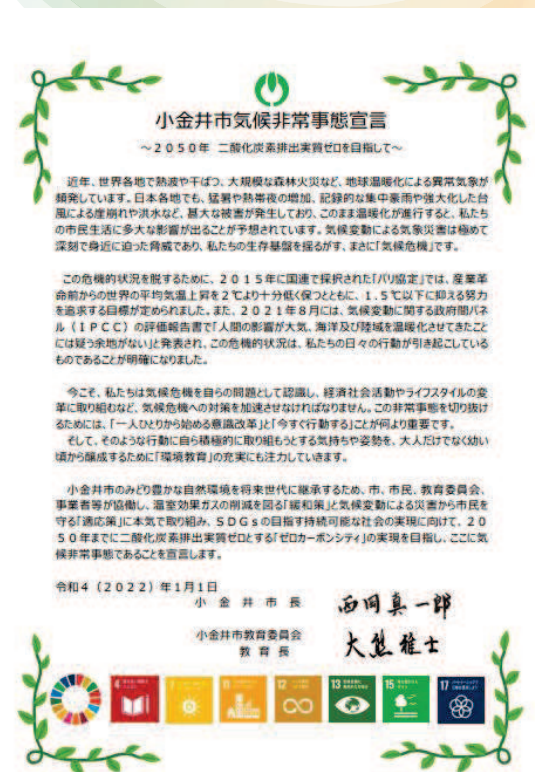 小金井市気候非常事態宣言
～2050年 二酸化炭素排出実質ゼロを目指して～
近年、世界各地で熱波や干ばつ、大規模な森林火災など、地球温暖化による異常気象が
頻発しています。日本各地でも、猛暑や熱帯夜の増加、記録的な集中豪雨や強大化した台
風による崖崩れや洪水など、甚大な被害が発生しており、このまま温暖化が進行すると、私たち
の市民生活に多大な影響が出ることが予想されています。気候変動による気象災害は極めて
深刻で身近に迫った脅威であり、私たちの生存基盤を揺るがす、まさに「気候危機」です。
この危機的状況を脱するために、2015年に国連で採択された「パリ協定」では、産業革
命前からの世界の平均気温上昇を2℃より十分低く保つとともに、1.5℃以下に抑える努力
を追求する目標が定められました。また、2021年8月には、気候変動に関する政府間パネ
ル(IPCC)の評価報告書で「人間の影響が大気、海洋及び陸域を温暖化させてきたこと
には疑う余地がない」と発表され、この危機的状況は、私たちの日々の行動が引き起こしている
ものであることが明確になりました。
今こそ、私たちは気候危機を自らの問題として認識し、経済社会活動やライフスタイルの変
革に取り組むなど、気候危機への対策を加速させなければなりません。この非常事態を切り抜け
るためには、「一人ひとりから始める意識改革」と「今すぐ行動する」ことが何より重要です。
そして、そのような行動に自ら積極的に取り組もうとする気持ちや姿勢を、大人だけでなく幼い
頃から醸成するために「環境教育」の充実にも注力していきます。
小金井市のみどり豊かな自然環境を将来世代に継承するため、市、市民、教育委員会、
事業者等が協働し、温室効果ガスの削減を図る「緩和策」と気候変動による災害から市民を
守る「適応策」に本気で取り組み、SDGsの目指す持続可能な社会の実現に向けて、20
50年までに二酸化炭素排出実質ゼロとする「ゼロカーボンシティ」の実現を目指し、ここに気
候非常事態であることを宣言します。
令和4(2022)年1月1日
小金井市長 西岡真一郎
小金井市教育委員会
教育長 大熊雅士
4
7
11
12
13
15
17